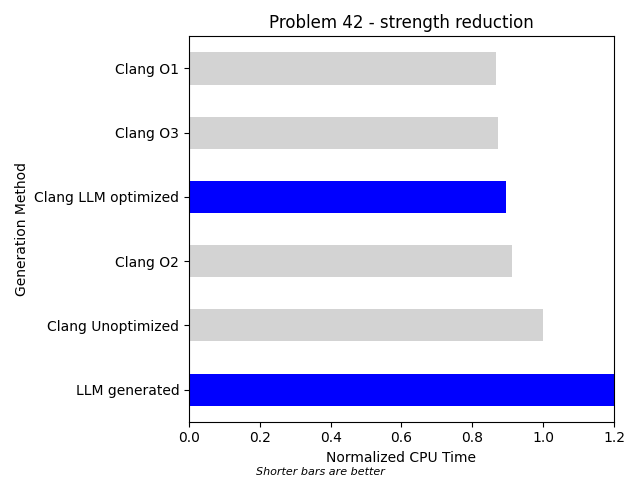 Problem 42 - strength reduction
Generation Method
Clang O1
Clang O3
Clang LLM optimized
Clang O2
Clang Unoptimized
LLM generated
0.0 0.2 0.4 0.6 0.8 1.0 1.2
Normalized CPU Time
Shorter bars are better